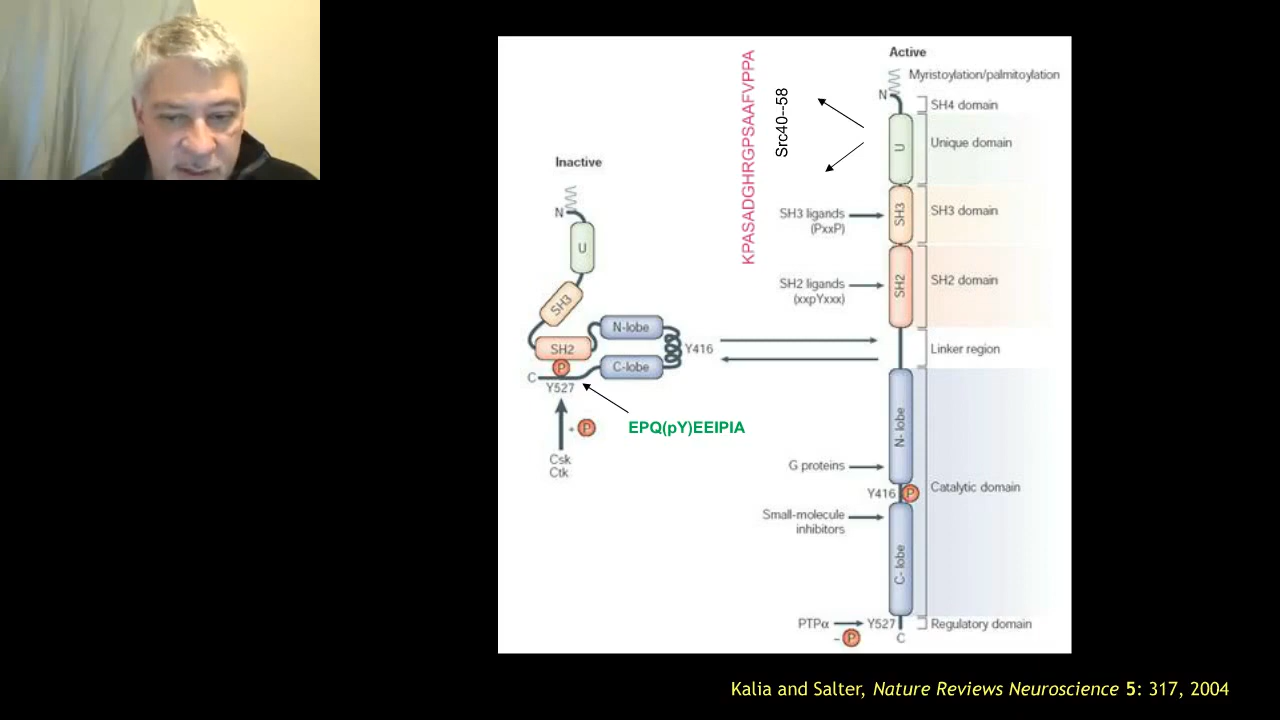 Active
Myristoylation/palmitoylation
N
SH4 domain
U
Unique domain
KPASADGHRGPSAAFVPPA
Src40--58
SH3
SH3 domain
SH3 ligands
(PxxP)
SH2
SH2 domain
SH2 ligands
(xxpYxxx)
Linker region
Inactive
N
U
SH3
SH2
N-lobe
C-lobe
Y416
P
C
Y527
EPQ(pY)EEIPIA
+ P
Csk
Ctk
N- lobe
G proteins
Y416 P
Catalytic domain
Small-molecule
inhibitors
C- lobe
PTPα
Y527
Regulatory domain
– P
C
Kalia and Salter, Nature Reviews Neuroscience 5: 317, 2004